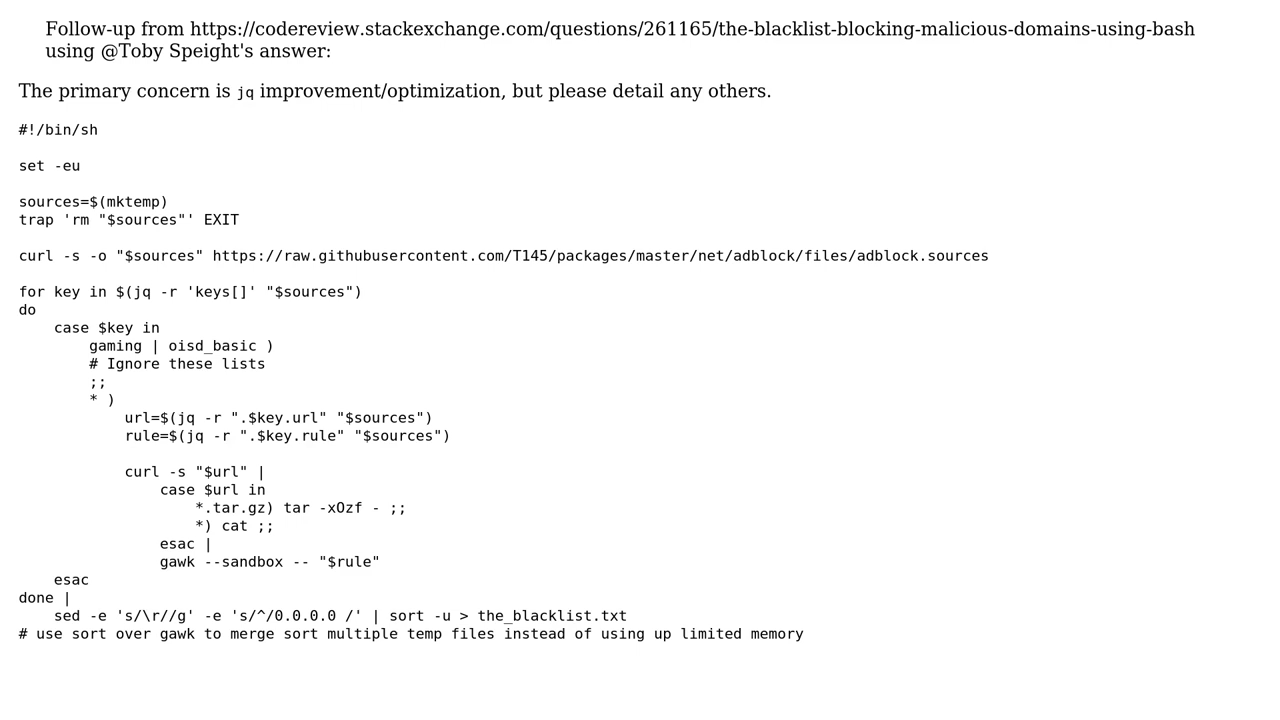 Follow-up from https://codereview.stackexchange.com/questions/261165/the-blacklist-blocking-malicious-domains-using-bash
using @Toby Speight's answer:
The primary concern is jq improvement/optimization, but please detail any others.
#!/bin/sh
set -eu
sources=$(mktemp)
trap 'rm "$sources"' EXIT
curl -s -o "$sources" https://raw.githubusercontent.com/T145/packages/master/net/adblock/files/adblock.sources
for key in $(jq -r 'keys[]' "$sources")
do
    case $key in
        gaming | oisd_basic )
        # Ignore these lists
        ;;
        * )
            url=$(jq -r ".$key.url" "$sources")
            rule=$(jq -r ".$key.rule" "$sources")
            curl -s "$url" |
                case $url in
                    *.tar.gz) tar -xOzf - ;;
                    *) cat ;;
                esac |
                gawk --sandbox -- "$rule"
    esac
done |
    sed -e 's/\r//g' -e 's/^/0.0.0.0 /' | sort -u > the_blacklist.txt
# use sort over gawk to merge sort multiple temp files instead of using up limited memory